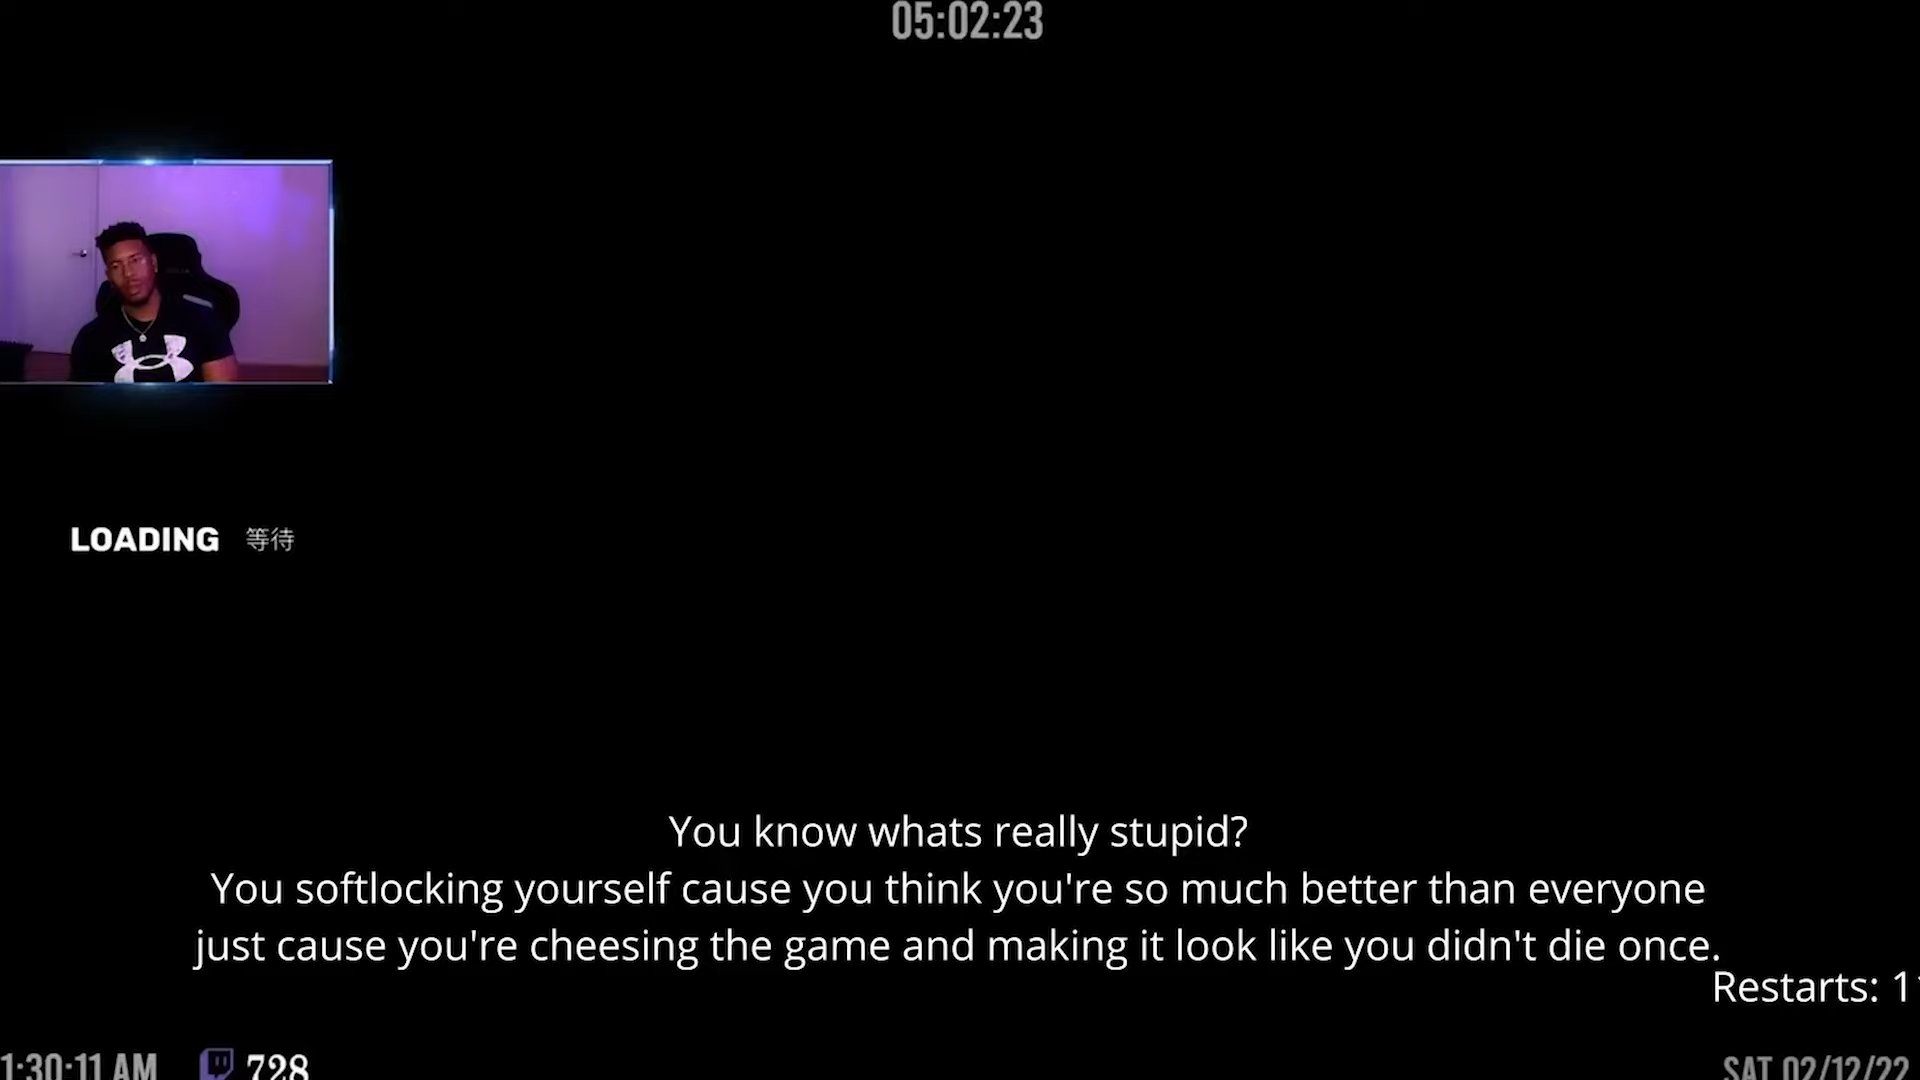 05:02:23
LOADING 等待
You know whats really stupid?
You softlocking yourself cause you think you're so much better than everyone
just cause you're cheesing the game and making it look like you didn't die once.
Restarts: 11
1:30:11 AM 728 SAT 02/12/22